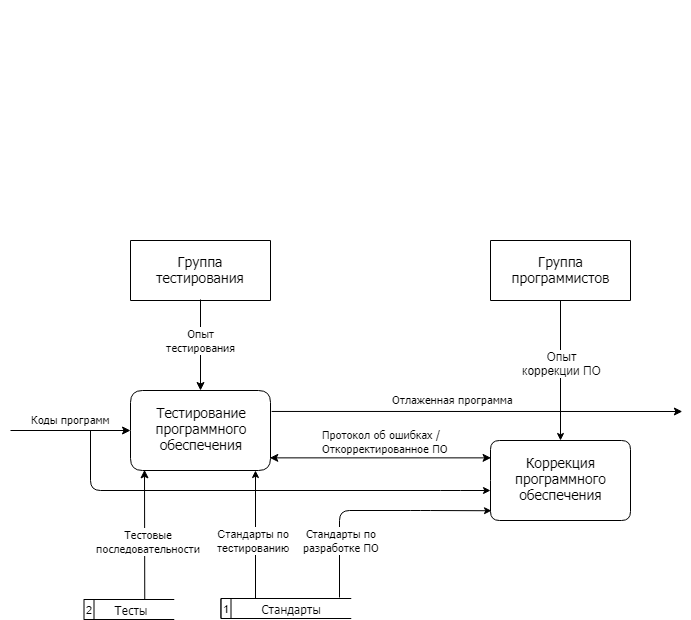 Группа
тестирования
Группа
программистов
Опыт
тестирования
Опыт
коррекции ПО
Отлаженная программа
Коды программ
Тестирование
программного
обеспечения
Протокол об ошибках /
Откорректированное ПО
Коррекция
программного
обеспечения
Тестовые
последовательности
Стандарты по
тестированию
Стандарты по
разработке ПО
2 Тесты
1 Стандарты